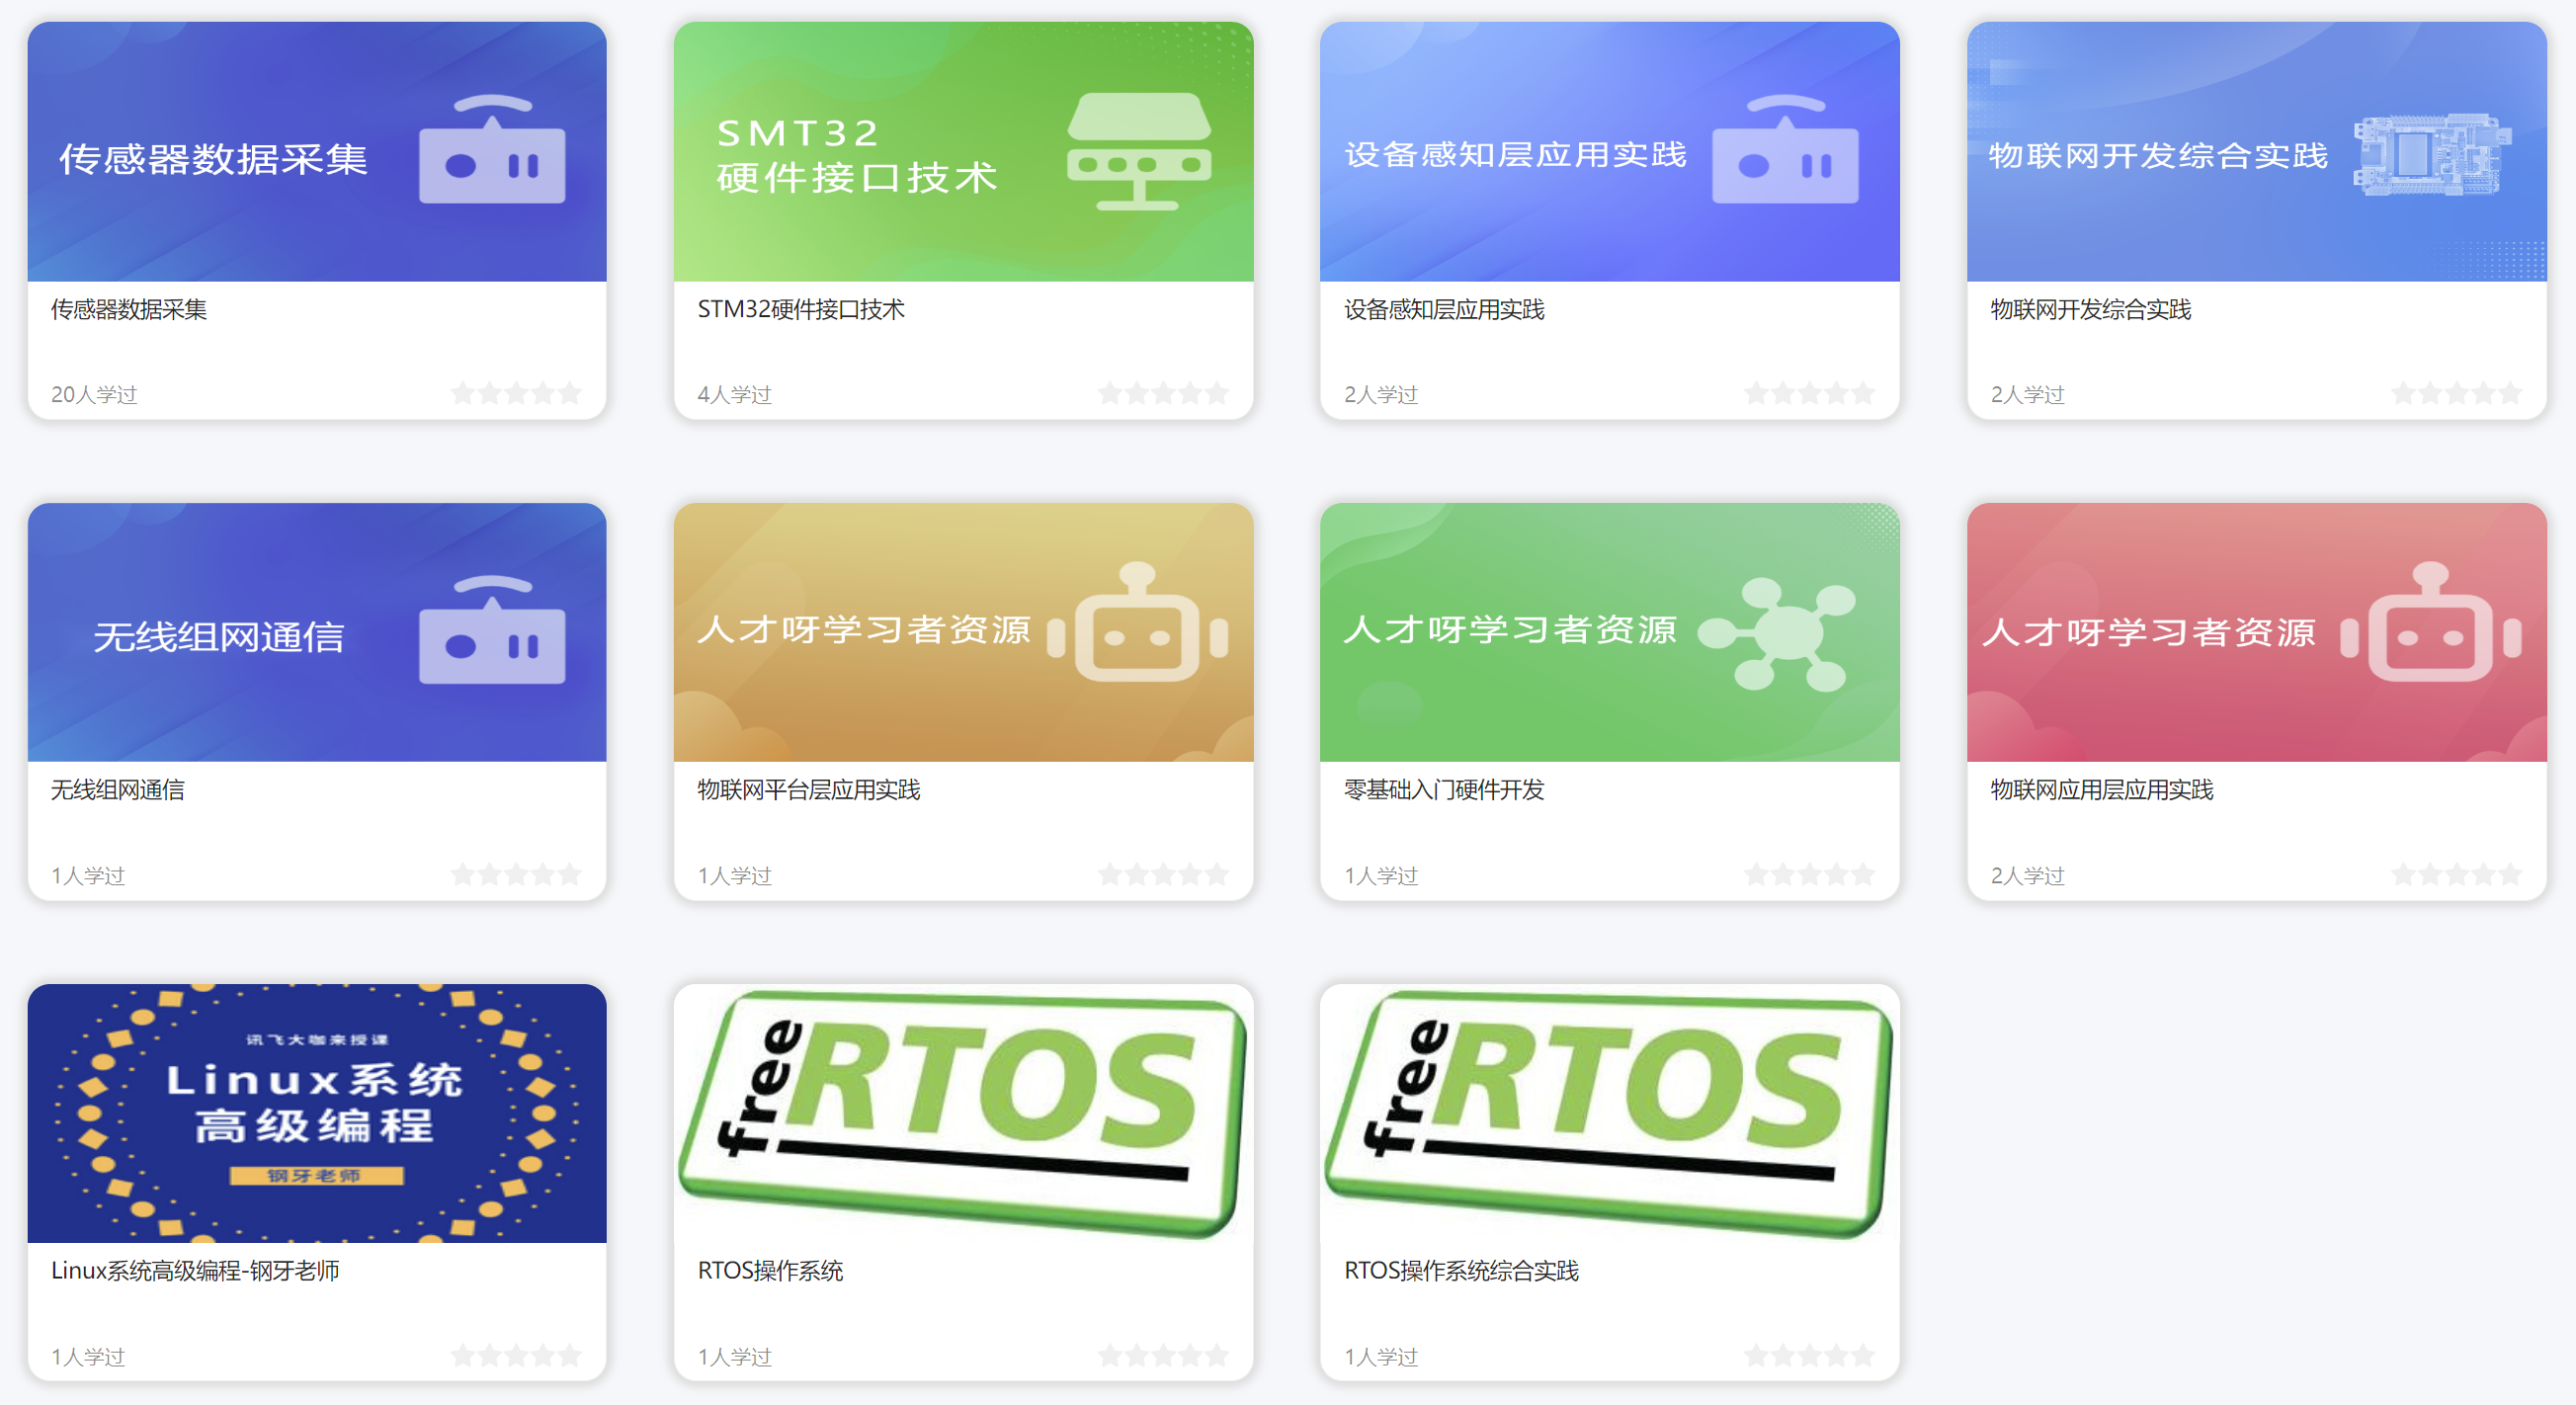 传感器数据采集
传感器数据采集
20人学过
SMT32
硬件接口技术
STM32硬件接口技术
4人学过
设备感知层应用实践
设备感知层应用实践
2人学过
物联网开发综合实践
物联网开发综合实践
2人学过
无线组网通信
无线组网通信
1人学过
人才呀学习者资源
物联网平台层应用实践
1人学过
人才呀学习者资源
零基础入门硬件开发
1人学过
人才呀学习者资源
物联网应用层应用实践
2人学过
讯飞大咖来授课
Linux系统
高级编程
钢牙老师
Linux系统高级编程-钢牙老师
1人学过
free RTOS
RTOS操作系统
1人学过
free RTOS
RTOS操作系统综合实践
1人学过